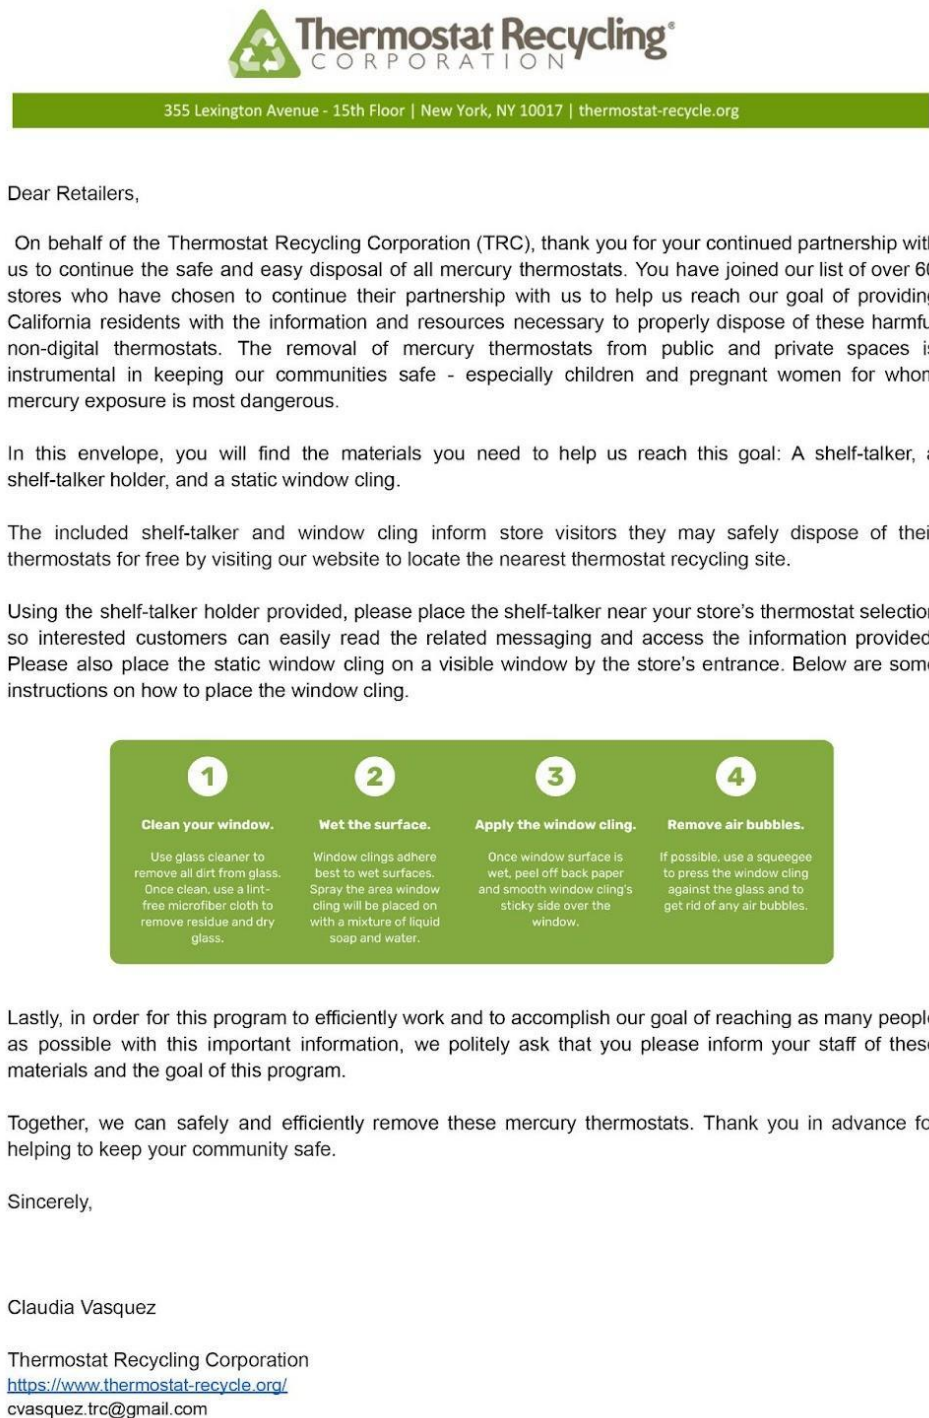 Thermostat Recycling®
CORPORATION
355 Lexington Avenue - 15th Floor | New York, NY 10017 | thermostat-recycle.org
Dear Retailers,
On behalf of the Thermostat Recycling Corporation (TRC), thank you for your continued partnership with
us to continue the safe and easy disposal of all mercury thermostats. You have joined our list of over 60
stores who have chosen to continue their partnership with us to help us reach our goal of providing
California residents with the information and resources necessary to properly dispose of these harmfu
non-digital thermostats. The removal of mercury thermostats from public and private spaces is
instrumental in keeping our communities safe - especially children and pregnant women for whom
mercury exposure is most dangerous.
In this envelope, you will find the materials you need to help us reach this goal: A shelf-talker, a
shelf-talker holder, and a static window cling.
The included shelf-talker and window cling inform store visitors they may safely dispose of thei
thermostats for free by visiting our website to locate the nearest thermostat recycling site.
Using the shelf-talker holder provided, please place the shelf-talker near your store's thermostat selection
so interested customers can easily read the related messaging and access the information provided
Please also place the static window cling on a visible window by the store's entrance. Below are some
instructions on how to place the window cling.
1
Clean your window.
Use glass cleaner to
remove all dirt from glass.
Once clean, use a lint-
free microfiber cloth to
remove residue and dry
glass.
2
Wet the surface.
Window clings adhere
best to wet surfaces.
Spray the area window
cling will be placed on
with a mixture of liquid
soap and water.
3
Apply the window cling.
Once window surface is
wet, peel off back paper
and smooth window cling's
sticky side over the
window.
4
Remove air bubbles.
If possible, use a squeegee
to press the window cling
against the glass and to
get rid of any air bubbles.
Lastly, in order for this program to efficiently work and to accomplish our goal of reaching as many people
as possible with this important information, we politely ask that you please inform your staff of these
materials and the goal of this program.
Together, we can safely and efficiently remove these mercury thermostats. Thank you in advance fo
helping to keep your community safe.
Sincerely,
Claudia Vasquez
Thermostat Recycling Corporation
https://www.thermostat-recycle.org/
cvasquez.trc@gmail.com